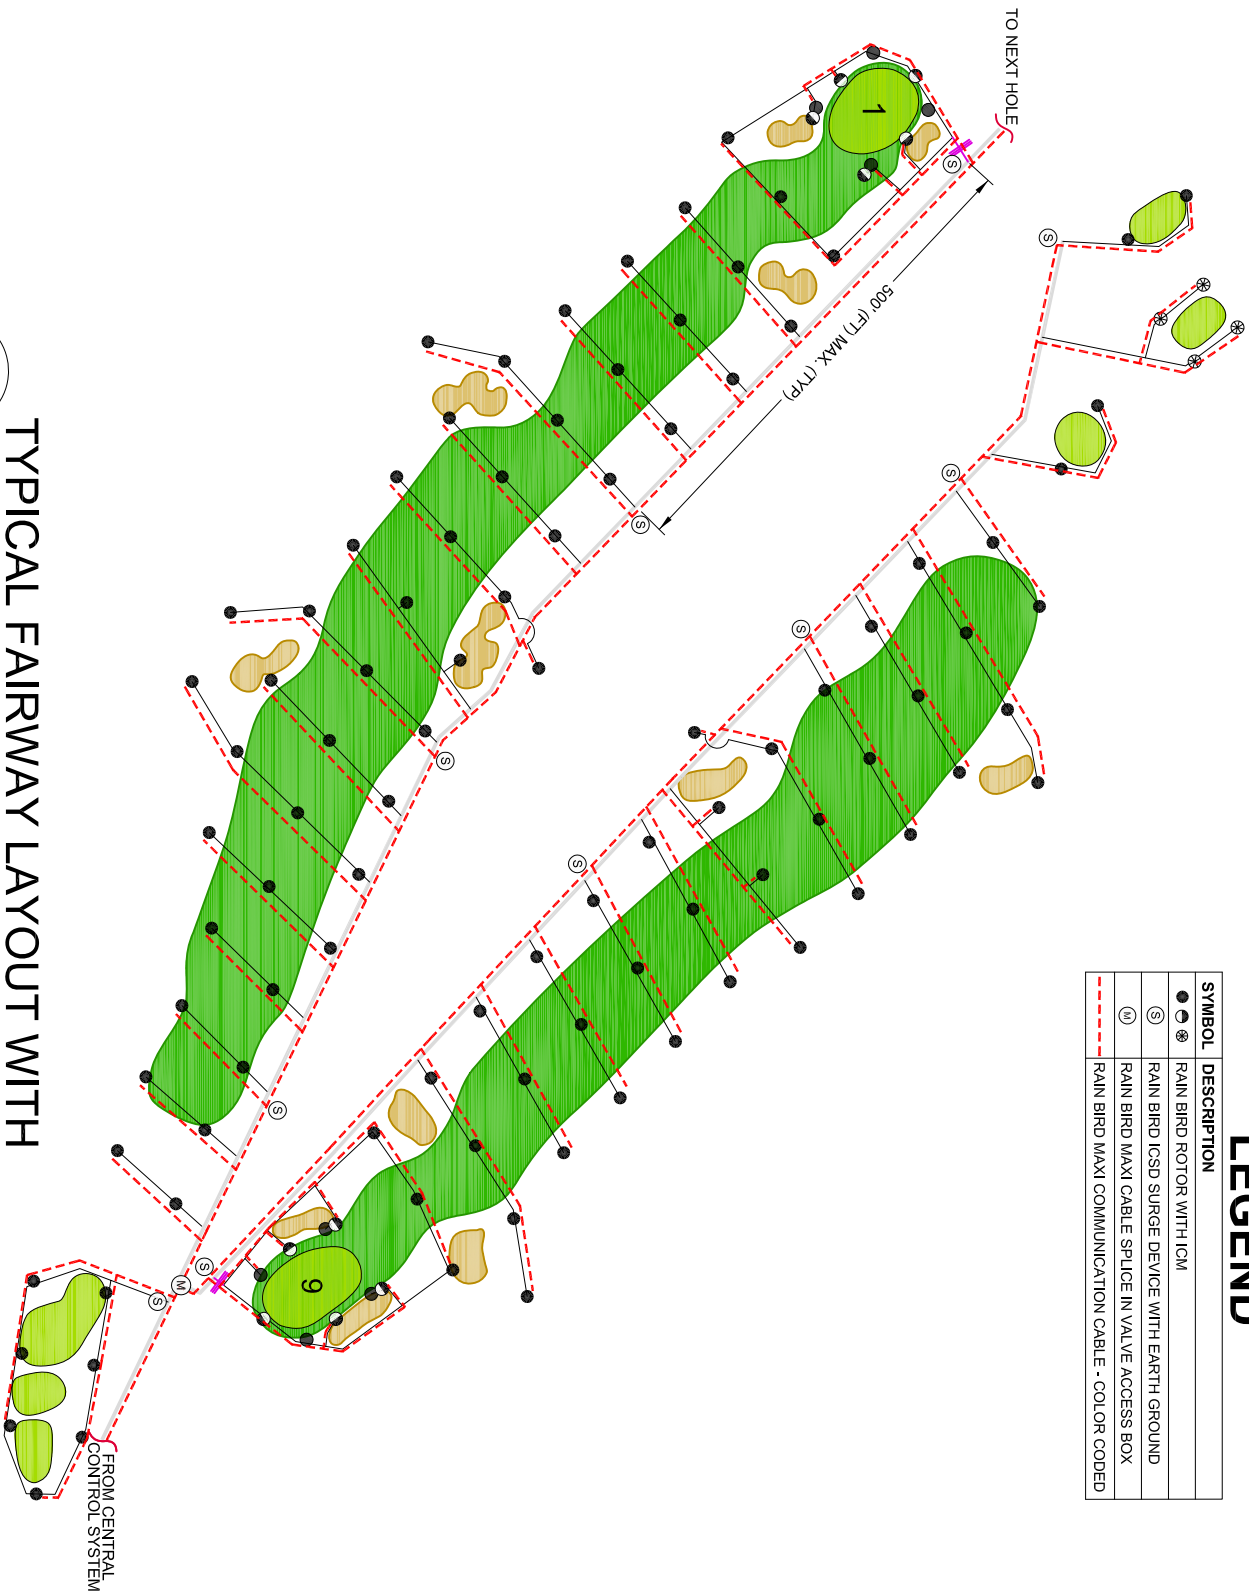 TO NEXT HOLE
1
S
500' (FT) MAX. (TYP)
S
S
S
S
S
S
S
S
S
M
S
9
FROM CENTRAL
CONTROL SYSTEM
LEGEND
SYMBOL DESCRIPTION
RAIN BIRD ROTOR WITH ICM
S RAIN BIRD ICSD SURGE DEVICE WITH EARTH GROUND
M RAIN BIRD MAXI CABLE SPLICE IN VALVE ACCESS BOX
RAIN BIRD MAXI COMMUNICATION CABLE - COLOR CODED
TYPICAL FAIRWAY LAYOUT WITH